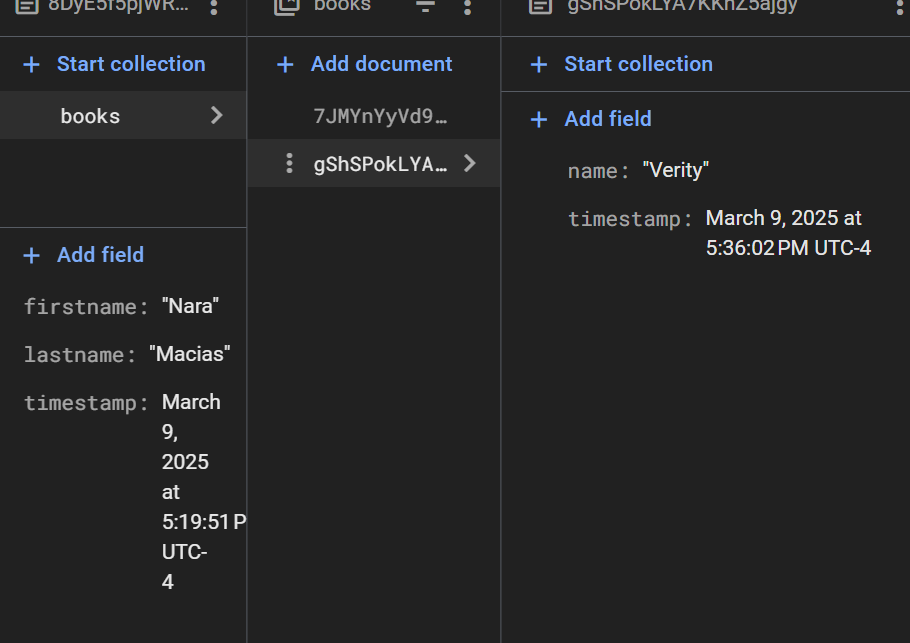 books
Start collection
books
Add field
firstname: "Nara"
lastname: "Macias"
timestamp: March
9,
2025
at
5:19:51 P
UTC-
4
Add document
7JMYnYyVd9…
gShSPokLYA…
Start collection
Add field
name: "Verity"
timestamp: March 9, 2025 at
5:36:02 PM UTC-4